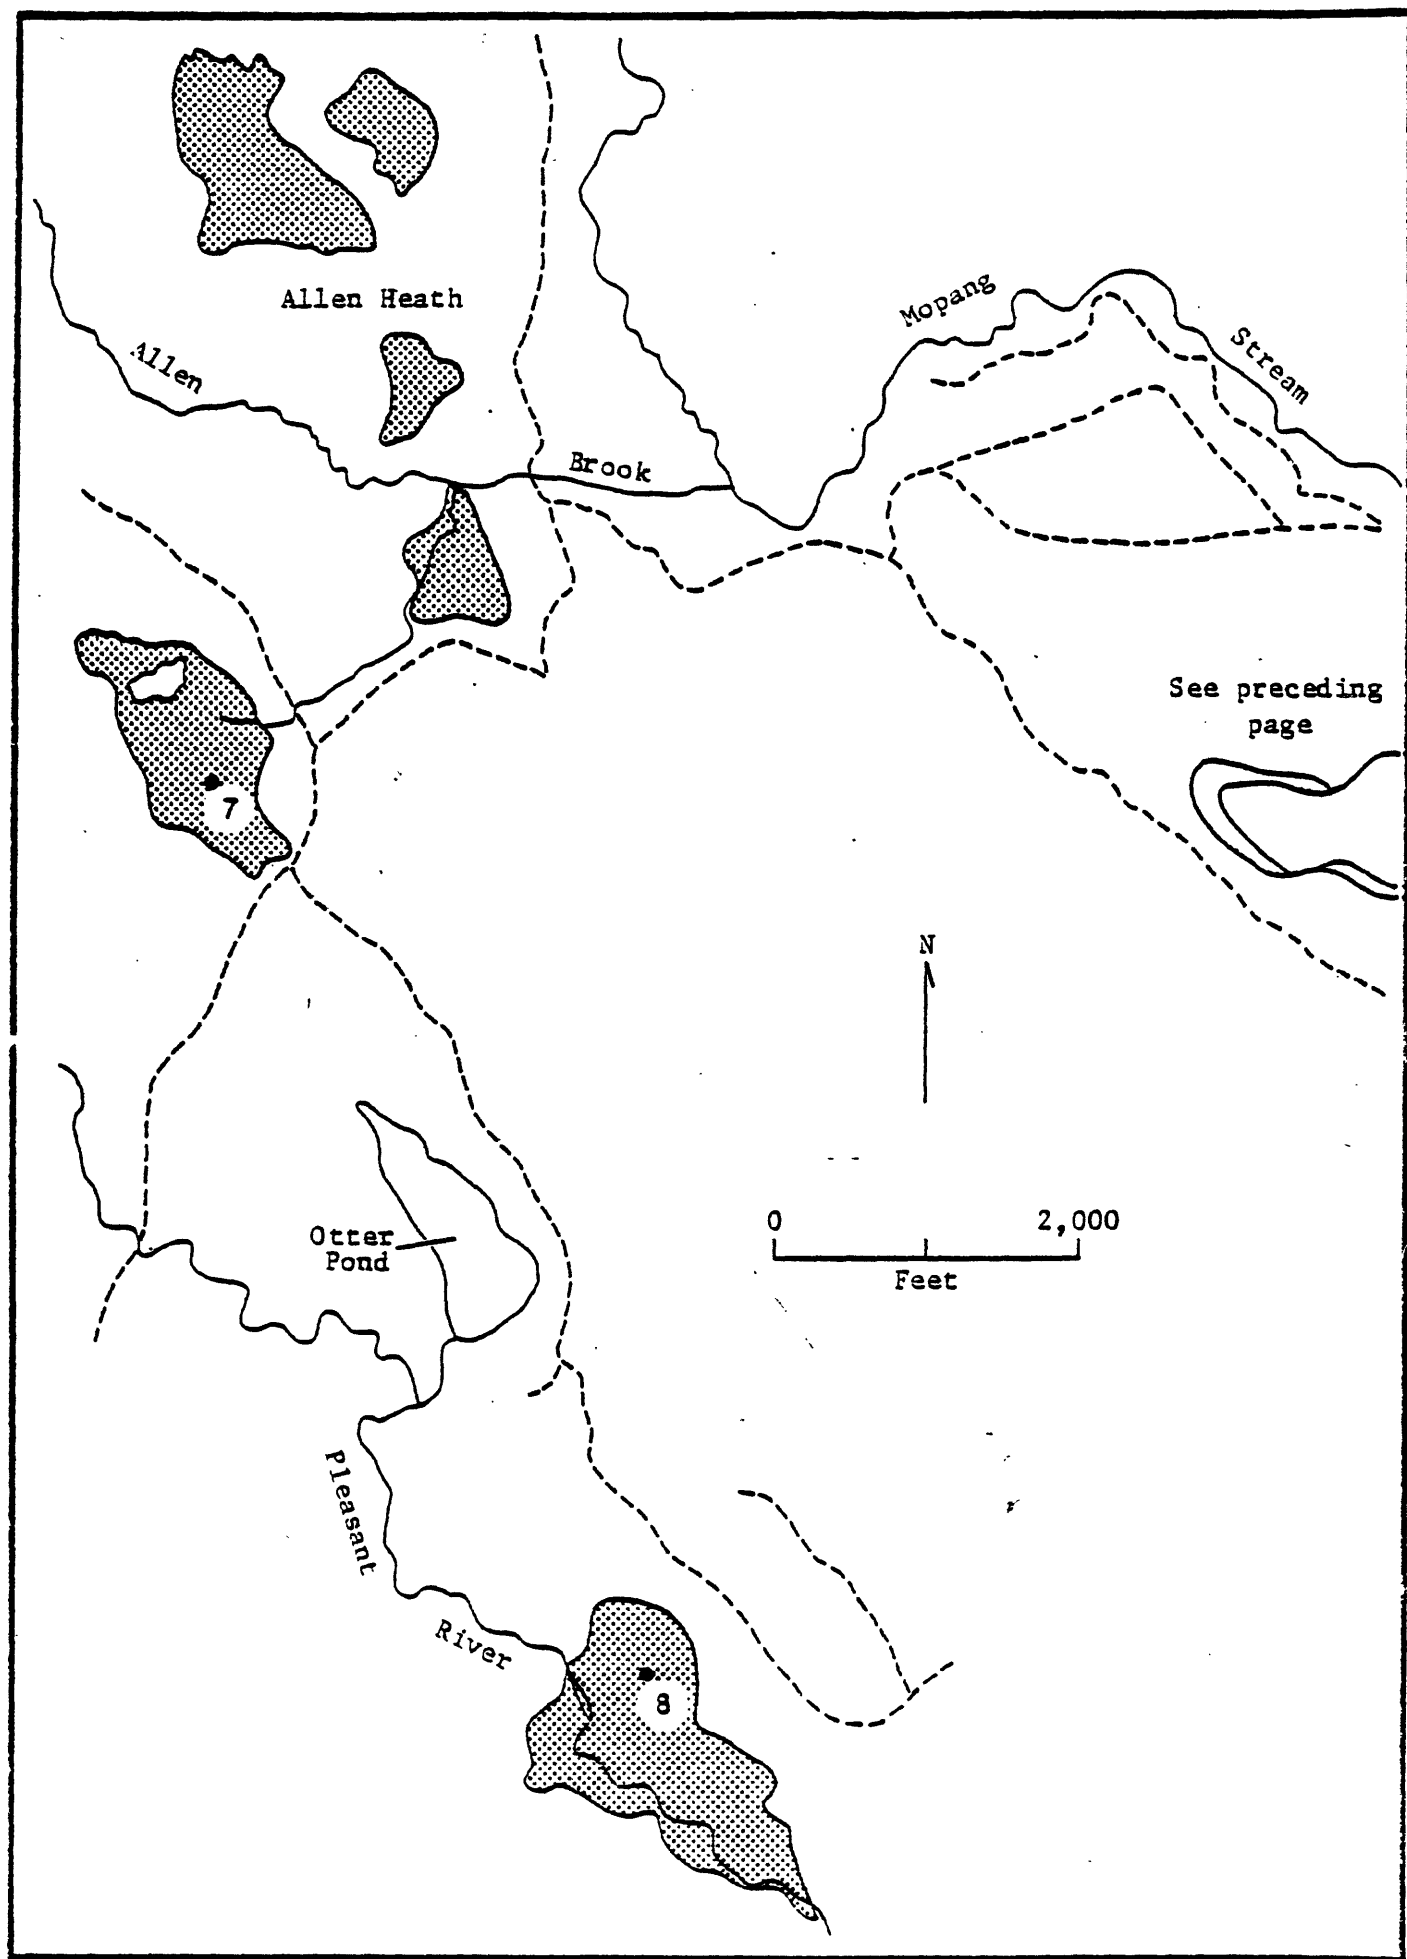 Allen Heath
Allen
Brook
Mopang
Stream
See preceding
page
7
N
0 2,000
Feet
Otter
Pond
Pleasant
River
8